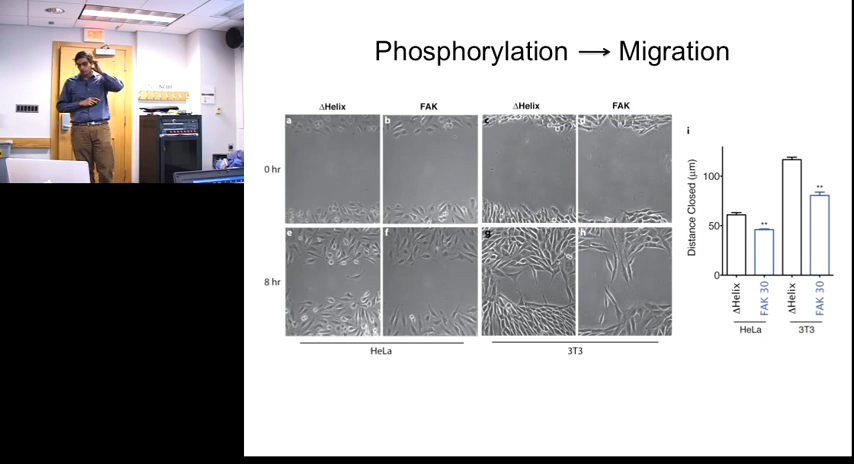 Phosphorylation → Migration
ΔHelix FAK ΔHelix FAK
a b c d
0 hr
e f g h
8 hr
HeLa 3T3
i
Distance Closed (μm)
100
50
0
** **
ΔHelix FAK 30 ΔHelix FAK 30
HeLa 3T3